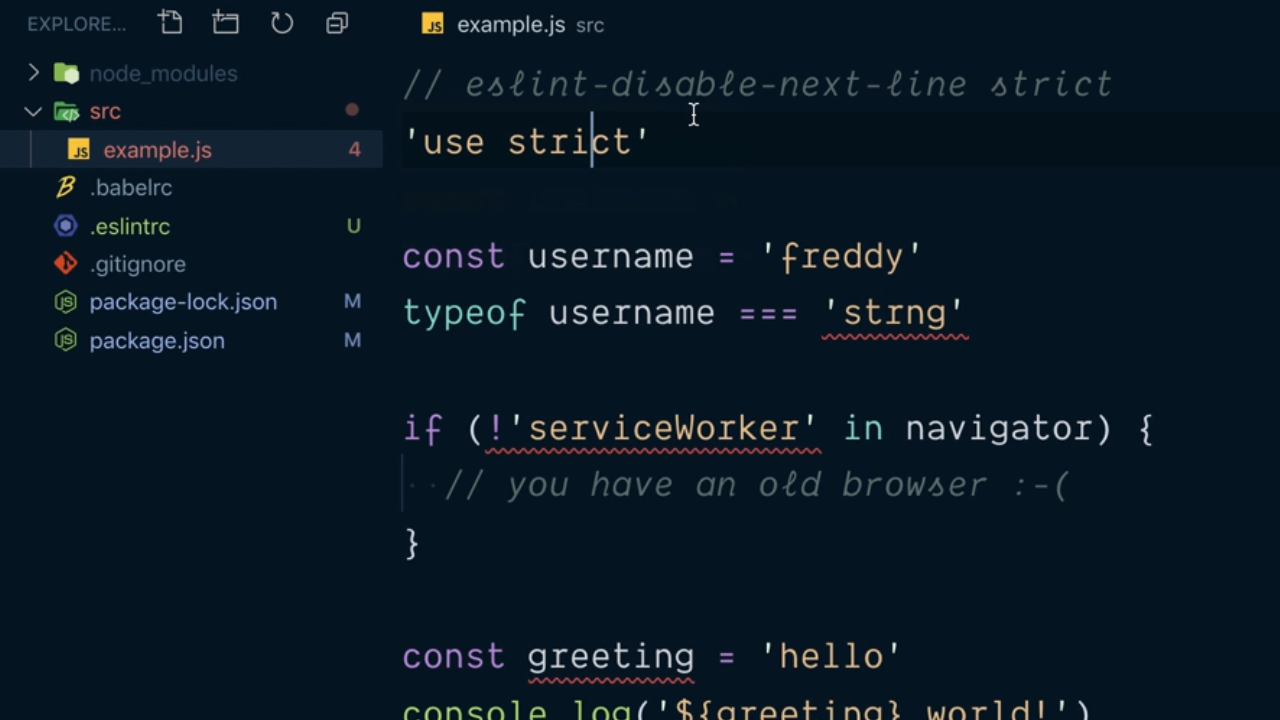 EXPLORE...
example.js src
node_modules
src
JS example.js 4
.babelrc
.eslintrc U
.gitignore
package-lock.json M
package.json M
// eslint-disable-next-line strict
'use strict'
const username = 'freddy'
typeof username === 'strng'
if (!'serviceWorker' in navigator) {
··// you have an old browser :-(
}
const greeting = 'hello'
console.log('${greeting} world!')